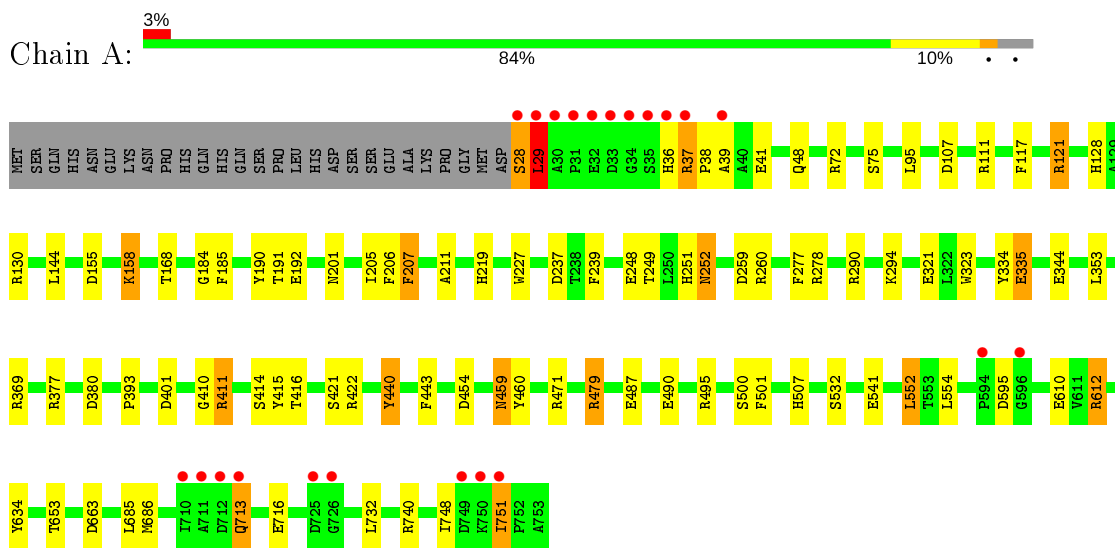 3%
Chain A:
84% 10% • •
MET SER GLN HIS ASN GLU LYS ASN PRO HIS GLN HIS GLN SER PRO LEU HIS ASP SER SER GLU ALA LYS PRO GLY MET ASP S28 L29 A30 P31 E32 D33 G34 S35 H36 R37 P38 A39 A40 E41 Q48 R72 S75 L95 D107 R111 F117 R121 H128 A129
R130 L144 D155 K158 T168 G184 F185 Y190 T191 E192 N201 I205 F206 F207 A211 H219 W227 D237 T238 F239 E248 T249 L250 H251 N252 D259 R260 F277 R278 R290 K294 E321 L322 W323 Y334 E335 E344 L353
R369 R377 D380 P393 D401 G410 R411 S414 Y415 T416 S421 R422 Y440 F443 D454 N459 Y460 R471 R479 E487 E490 R495 S500 F501 H507 S532 E541 L552 T553 L554 P594 D595 G596 E610 V611 R612
Y634 T653 D663 L685 M686 I710 A711 D712 Q713 E716 D725 G726 L732 R740 I748 D749 K750 I751 P752 A753